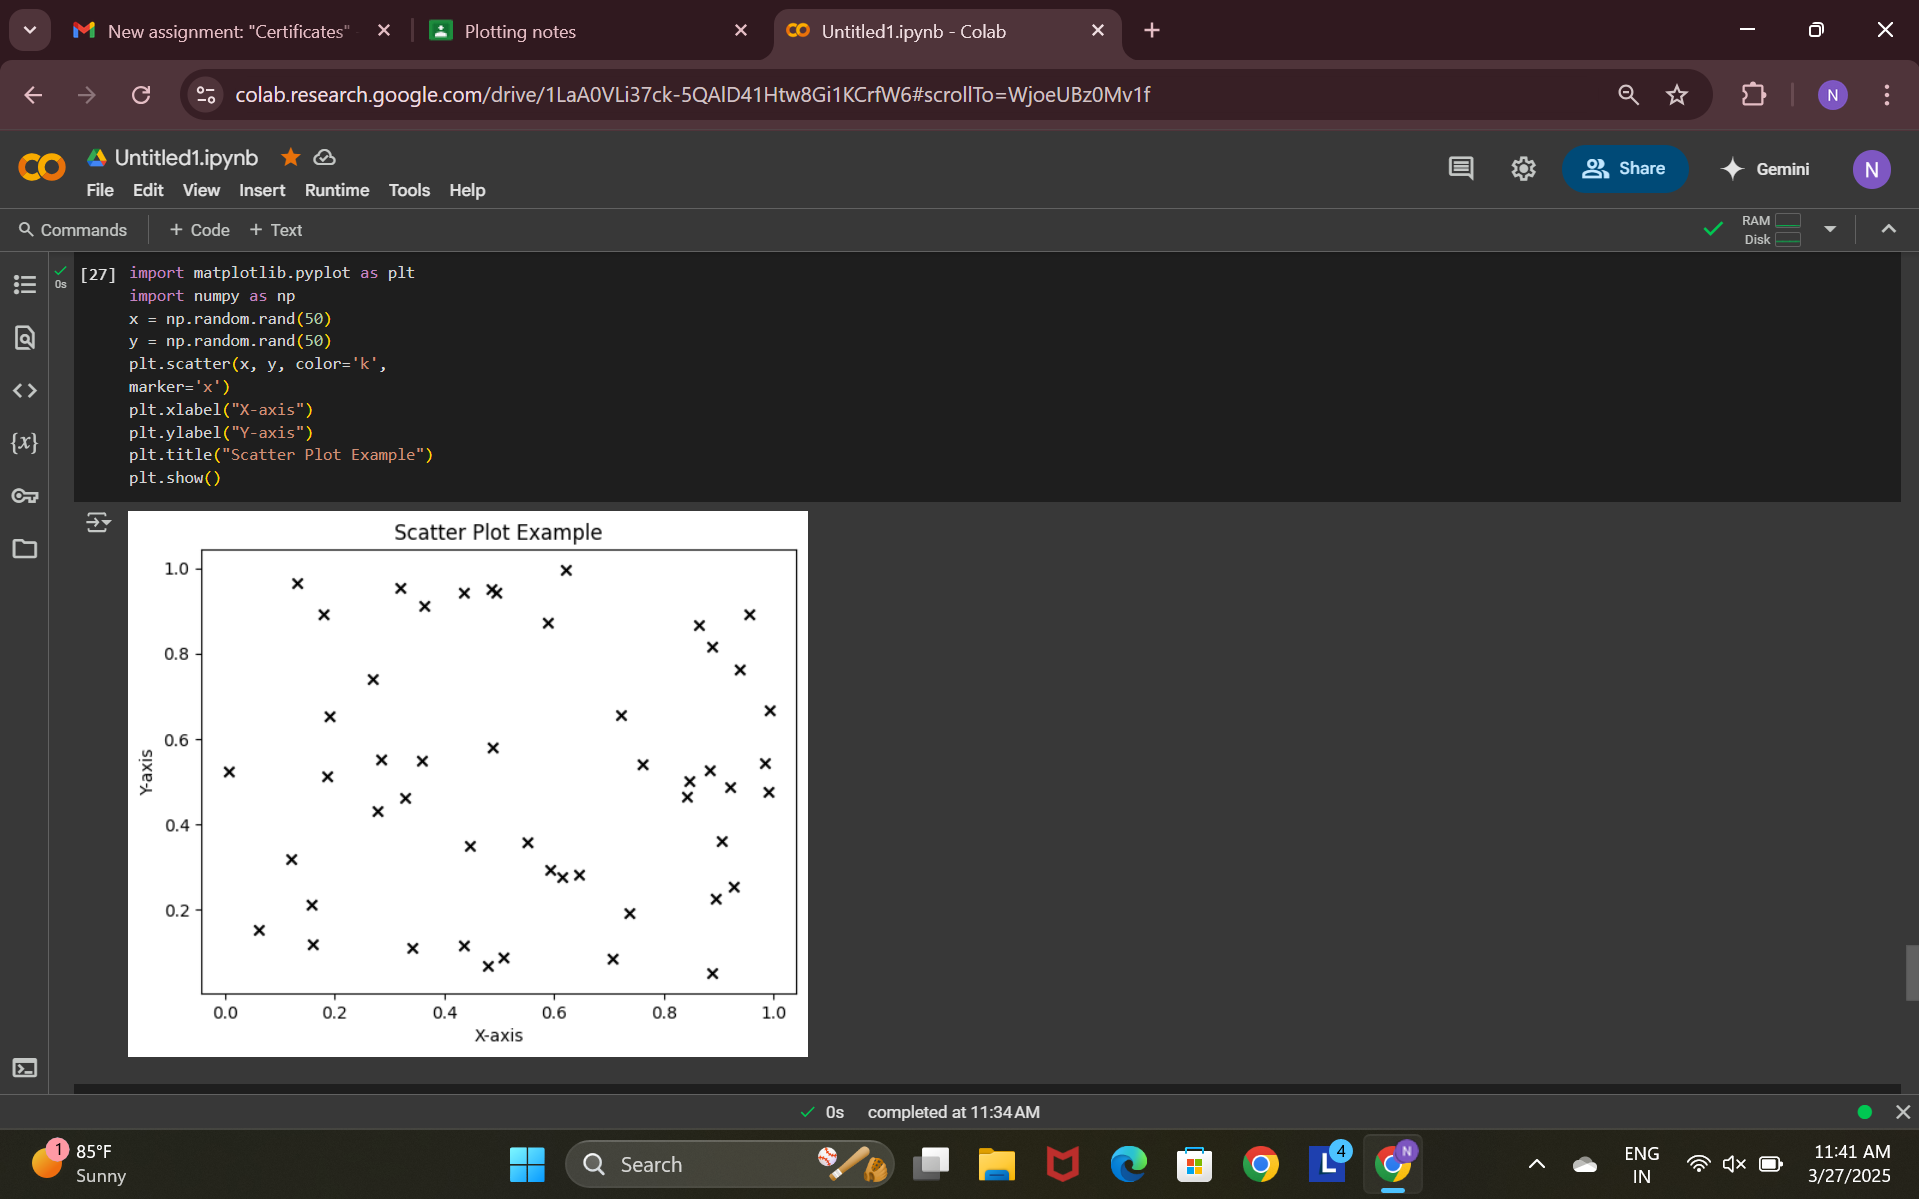 New assignment: "Certificates"
Plotting notes
Untitled1.ipynb - Colab
colab.research.google.com/drive/1LaA0VLi37ck-5QAlD41Htw8Gi1KCrfW6#scrollTo=WjoeUBz0Mv1f
N
CO
Untitled1.ipynb
File Edit View Insert Runtime Tools Help
Share
Gemini
N
Commands
+ Code + Text
RAM
Disk
0s
[27] import matplotlib.pyplot as plt
import numpy as np
x = np.random.rand(50)
y = np.random.rand(50)
plt.scatter(x, y, color='k',
marker='x')
plt.xlabel("X-axis")
plt.ylabel("Y-axis")
plt.title("Scatter Plot Example")
plt.show()
{x}
Scatter Plot Example
1.0
0.8
0.6
0.4
0.2
Y-axis
0.0 0.2 0.4 0.6 0.8 1.0
X-axis
0s completed at 11:34 AM
1
85°F
Sunny
Search
L
4
N
ENG
IN
11:41 AM
3/27/2025